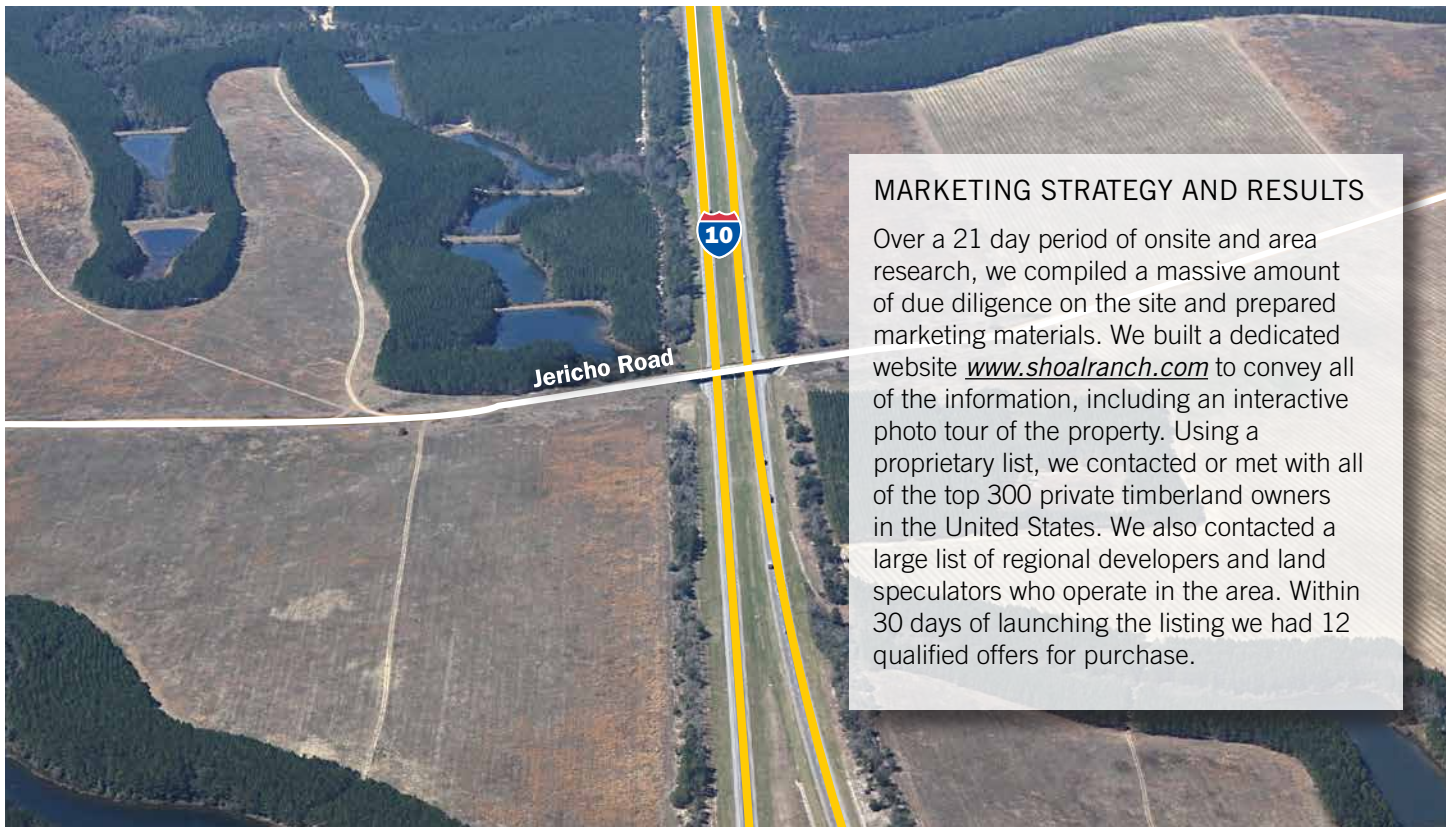 MARKETING STRATEGY AND RESULTS
Over a 21 day period of onsite and area
research, we compiled a massive amount
of due diligence on the site and prepared
marketing materials. We built a dedicated
website www.shoalranch.com to convey all
of the information, including an interactive
photo tour of the property. Using a
proprietary list, we contacted or met with all
of the top 300 private timberland owners
in the United States. We also contacted a
large list of regional developers and land
speculators who operate in the area. Within
30 days of launching the listing we had 12
qualified offers for purchase.
10
Jericho Road